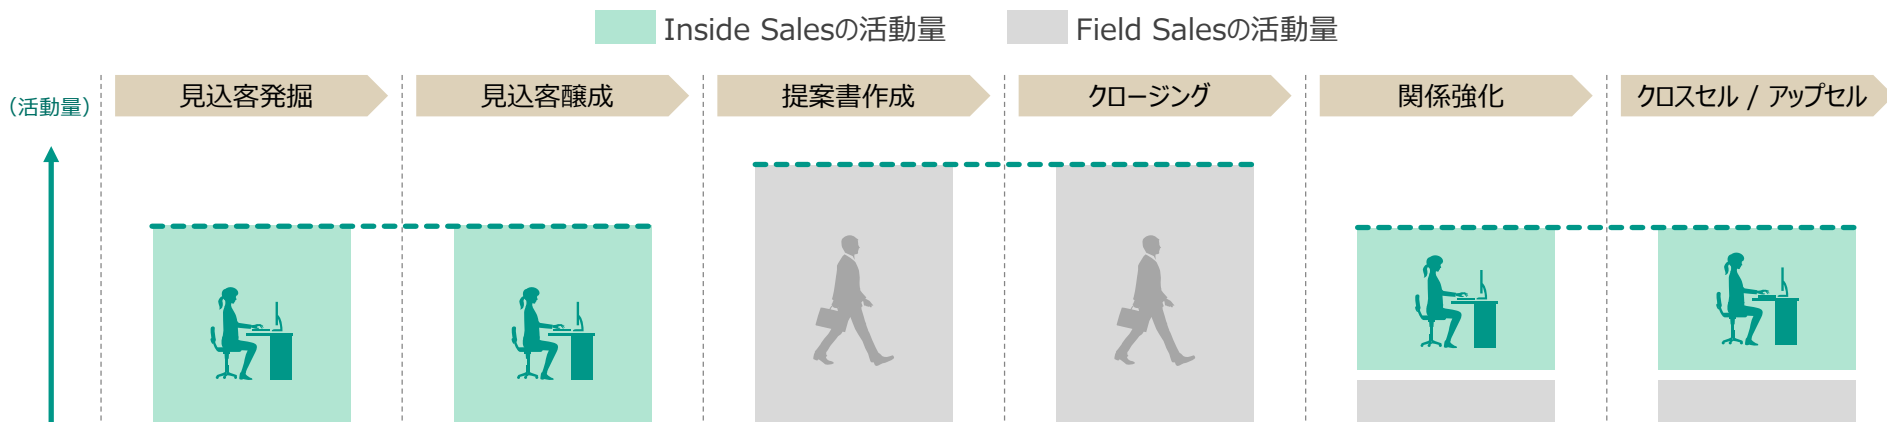 Inside Salesの活動量
Field Salesの活動量
（活動量）
見込客発掘
見込客醸成
提案書作成
クロージング
関係強化
クロスセル / アップセル